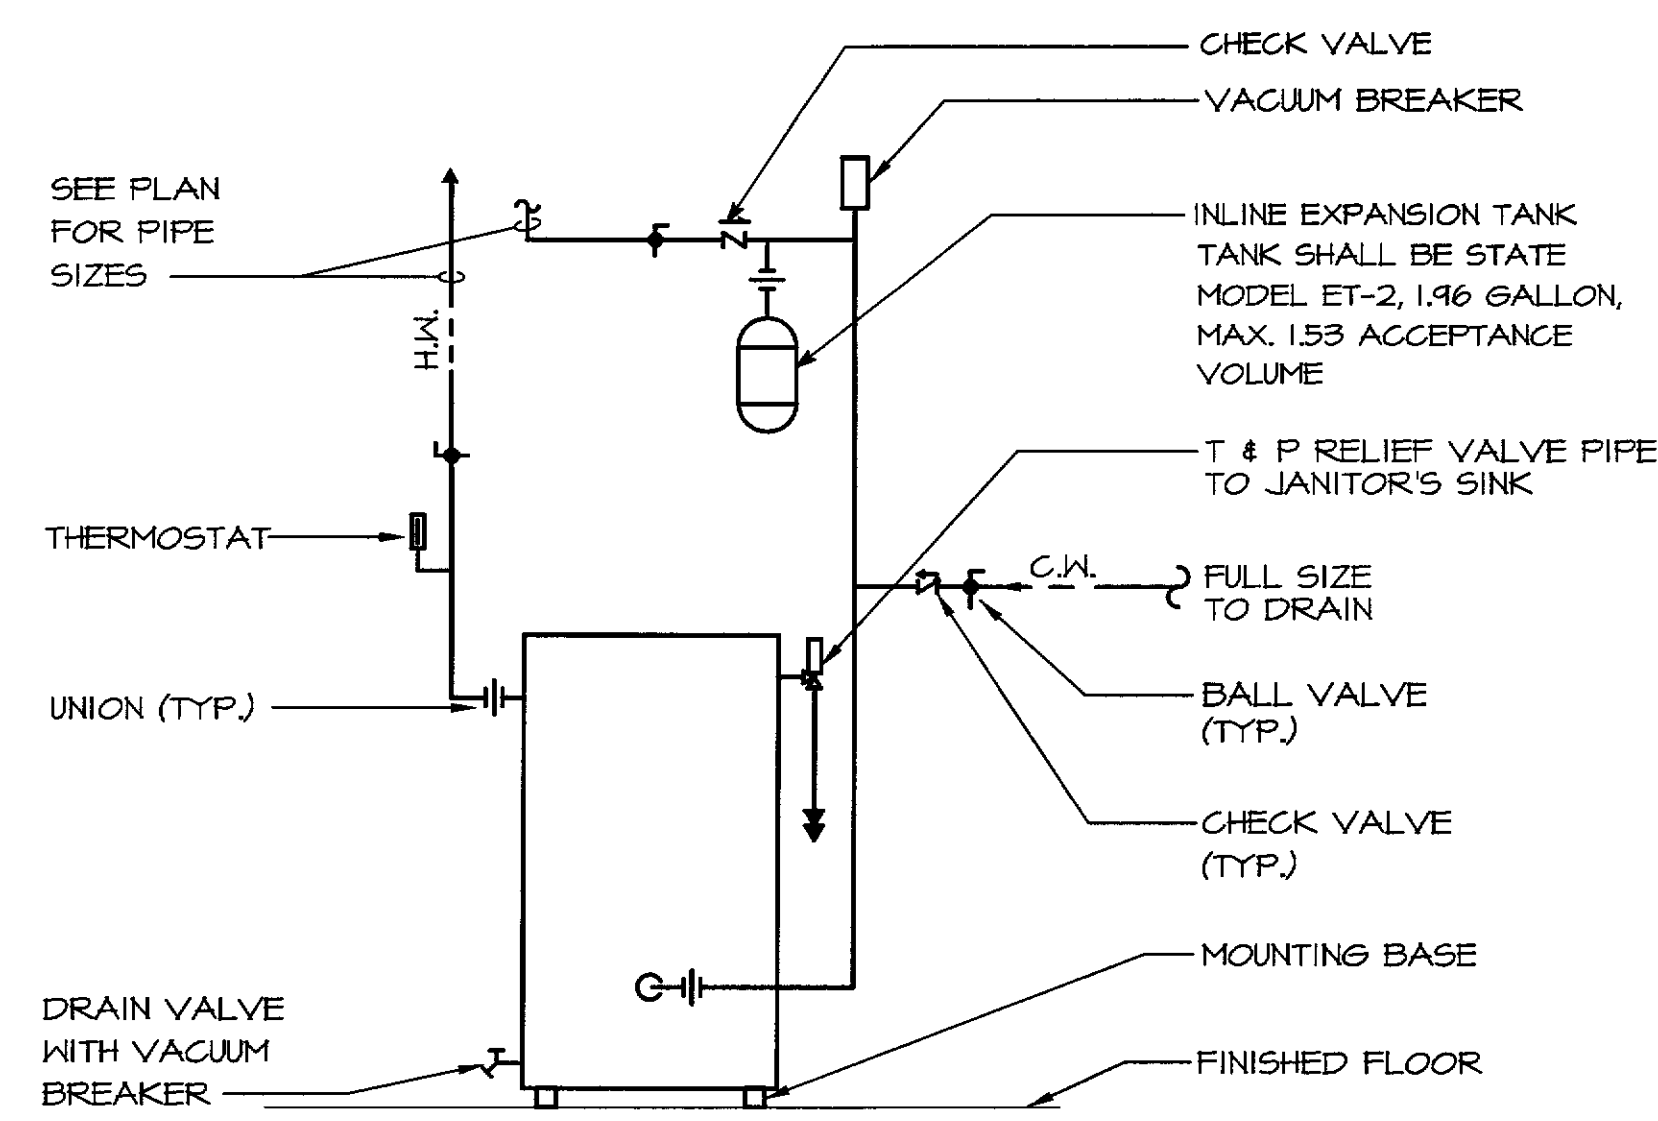 CHECK VALVE
VACUUM BREAKER
SEE PLAN
FOR PIPE
SIZES
INLINE EXPANSION TANK
TANK SHALL BE STATE
MODEL ET-2, 1.96 GALLON,
MAX. 1.53 ACCEPTANCE
VOLUME
H.W.
T & P RELIEF VALVE PIPE
TO JANITOR'S SINK
THERMOSTAT
C.W.
FULL SIZE
TO DRAIN
UNION (TYP.)
BALL VALVE
(TYP.)
CHECK VALVE
(TYP.)
MOUNTING BASE
DRAIN VALVE
WITH VACUUM
BREAKER
FINISHED FLOOR